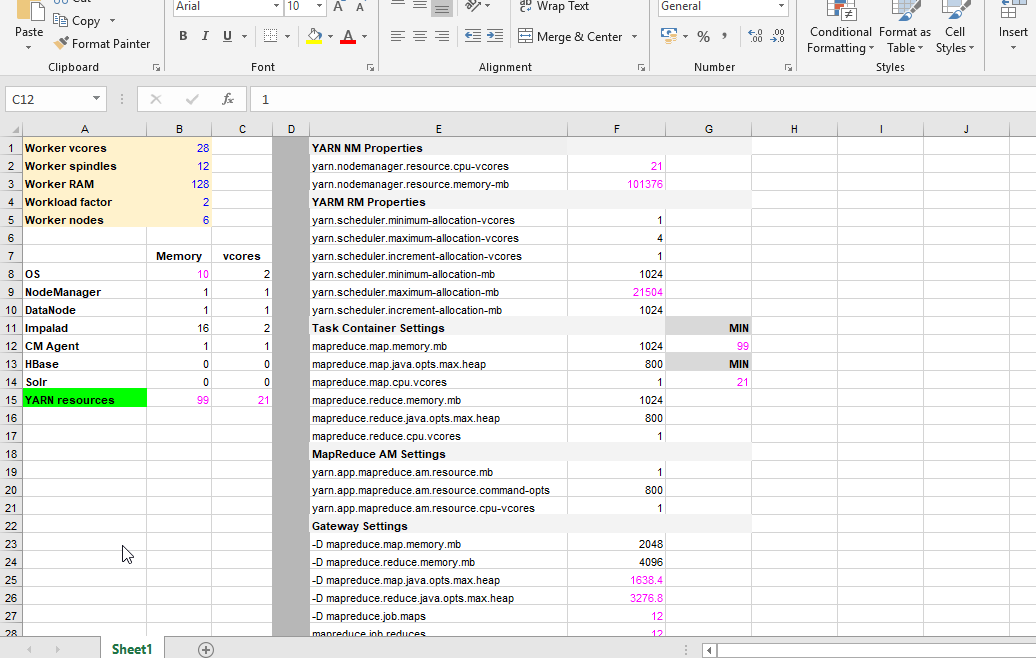 Cut
Arial 10 A A
Wrap Text
General
Paste
Copy
Format Painter
B I U A
Merge & Center
% , .00
Conditional Formatting
Format as Table
Cell Styles
Insert
Clipboard Font Alignment Number Styles
C12 fx 1
A B C D E F G H I J
1 Worker vcores 28 YARN NM Properties
2 Worker spindles 12 yarn.nodemanager.resource.cpu-vcores 21
3 Worker RAM 128 yarn.nodemanager.resource.memory-mb 101376
4 Workload factor 2 YARM RM Properties
5 Worker nodes 6 yarn.scheduler.minimum-allocation-vcores 1
6 yarn.scheduler.maximum-allocation-vcores 4
7 Memory vcores yarn.scheduler.increment-allocation-vcores 1
8 OS 10 2 yarn.scheduler.minimum-allocation-mb 1024
9 NodeManager 1 1 yarn.scheduler.maximum-allocation-mb 21504
10 DataNode 1 1 yarn.scheduler.increment-allocation-mb 1024
11 Impalad 16 2 Task Container Settings MIN
12 CM Agent 1 1 mapreduce.map.memory.mb 1024 99
13 HBase 0 0 mapreduce.map.java.opts.max.heap 800 MIN
14 Solr 0 0 mapreduce.map.cpu.vcores 1 21
15 YARN resources 99 21 mapreduce.reduce.memory.mb 1024
16 mapreduce.reduce.java.opts.max.heap 800
17 mapreduce.reduce.cpu.vcores 1
18 MapReduce AM Settings
19 yarn.app.mapreduce.am.resource.mb 1
20 yarn.app.mapreduce.am.resource.command-opts 800
21 yarn.app.mapreduce.am.resource.cpu-vcores 1
22 Gateway Settings
23 -D mapreduce.map.memory.mb 2048
24 -D mapreduce.reduce.memory.mb 4096
25 -D mapreduce.map.java.opts.max.heap 1638.4
26 -D mapreduce.reduce.java.opts.max.heap 3276.8
27 -D mapreduce.job.maps 12
28 mapreduce.job.reduces 12
Sheet1